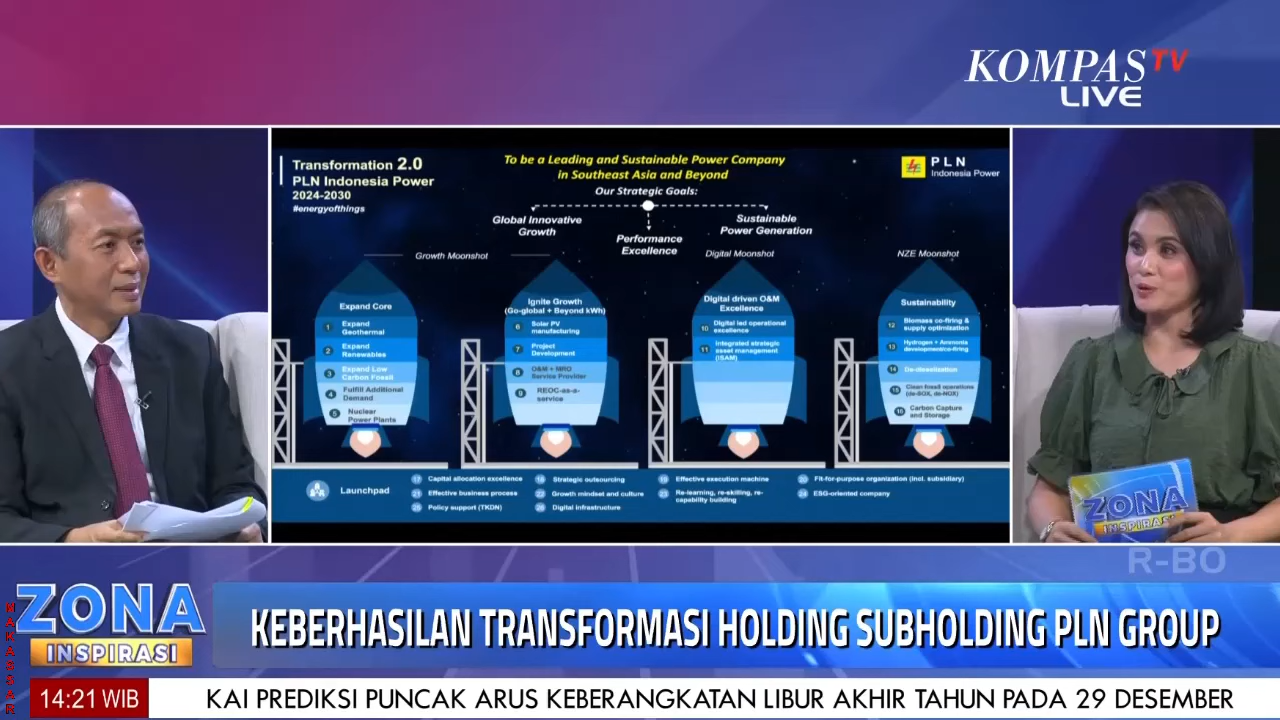 KOMPAS TV
LIVE
Transformation 2.0
PLN Indonesia Power
2024-2030
#energyofthings
To be a Leading and Sustainable Power Company
in Southeast Asia and Beyond
Our Strategic Goals:
PLN
Indonesia Power
Global Innovative
Growth
Performance
Excellence
Sustainable
Power Generation
Growth Moonshot
Digital Moonshot
NZE Moonshot
Expand Core
1 Expand
Geothermal
2 Expand
Renewables
3 Expand Low
Carbon Fossil
4 Fulfill Additional
Demand
5 Nuclear
Power Plants
Ignite Growth
(Go-global + Beyond kWh)
6 Solar PV
manufacturing
7 Project
Development
8 O&M + MRO
Service Provider
9 REOC-as-a-
service
Digital driven O&M
Excellence
10 Digital led operational
excellence
11 Integrated strategic
asset management
(ISAM)
Sustainability
12 Biomass co-firing &
supply optimization
13 Hydrogen + Ammonia
development/co-firing
14 De-dieselization
15 Clean fossil operations
(de-SOX, de-NOX)
16 Carbon Capture
and Storage
Launchpad
17 Capital allocation excellence
18 Strategic outsourcing
19 Effective execution machine
20 Fit-for-purpose organization (incl. subsidiary)
21 Effective business process
22 Growth mindset and culture
23 Re-learning, re-skilling, re-
capability building
24 ESG-oriented company
25 Policy support (TKDN)
26 Digital infrastructure
ZONA
INSPIRASI
R-BO
ZONA
INSPIRASI
KEBERHASILAN TRANSFORMASI HOLDING SUBHOLDING PLN GROUP
MAKASSAR
14:21 WIB
KAI PREDIKSI PUNCAK ARUS KEBERANGKATAN LIBUR AKHIR TAHUN PADA 29 DESEMBER